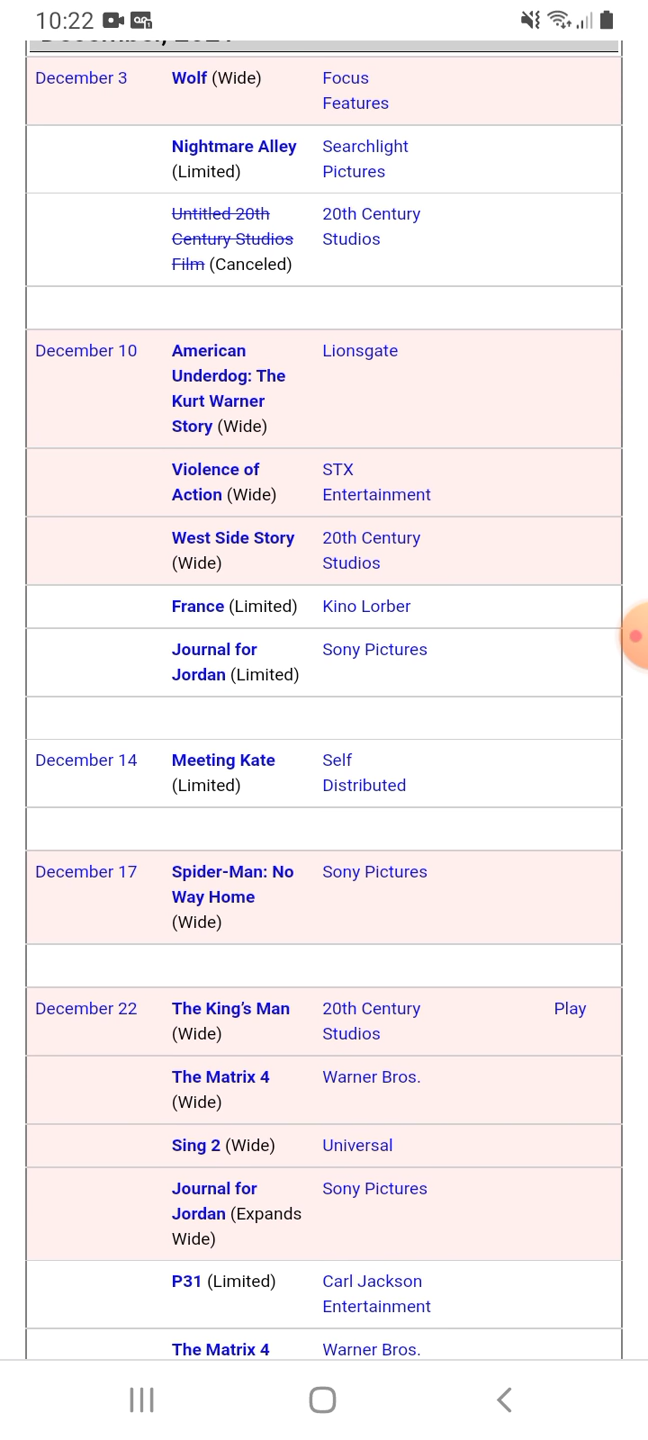 10:22
December 3 Wolf (Wide) Focus
Features
Nightmare Alley Searchlight
(Limited) Pictures
Untitled 20th 20th Century
Century Studios Studios
Film (Canceled)
December 10 American Lionsgate
Underdog: The
Kurt Warner
Story (Wide)
Violence of STX
Action (Wide) Entertainment
West Side Story 20th Century
(Wide) Studios
France (Limited) Kino Lorber
Journal for Sony Pictures
Jordan (Limited)
December 14 Meeting Kate Self
(Limited) Distributed
December 17 Spider-Man: No Sony Pictures
Way Home
(Wide)
December 22 The King’s Man 20th Century Play
(Wide) Studios
The Matrix 4 Warner Bros.
(Wide)
Sing 2 (Wide) Universal
Journal for Sony Pictures
Jordan (Expands
Wide)
P31 (Limited) Carl Jackson
Entertainment
The Matrix 4 Warner Bros.